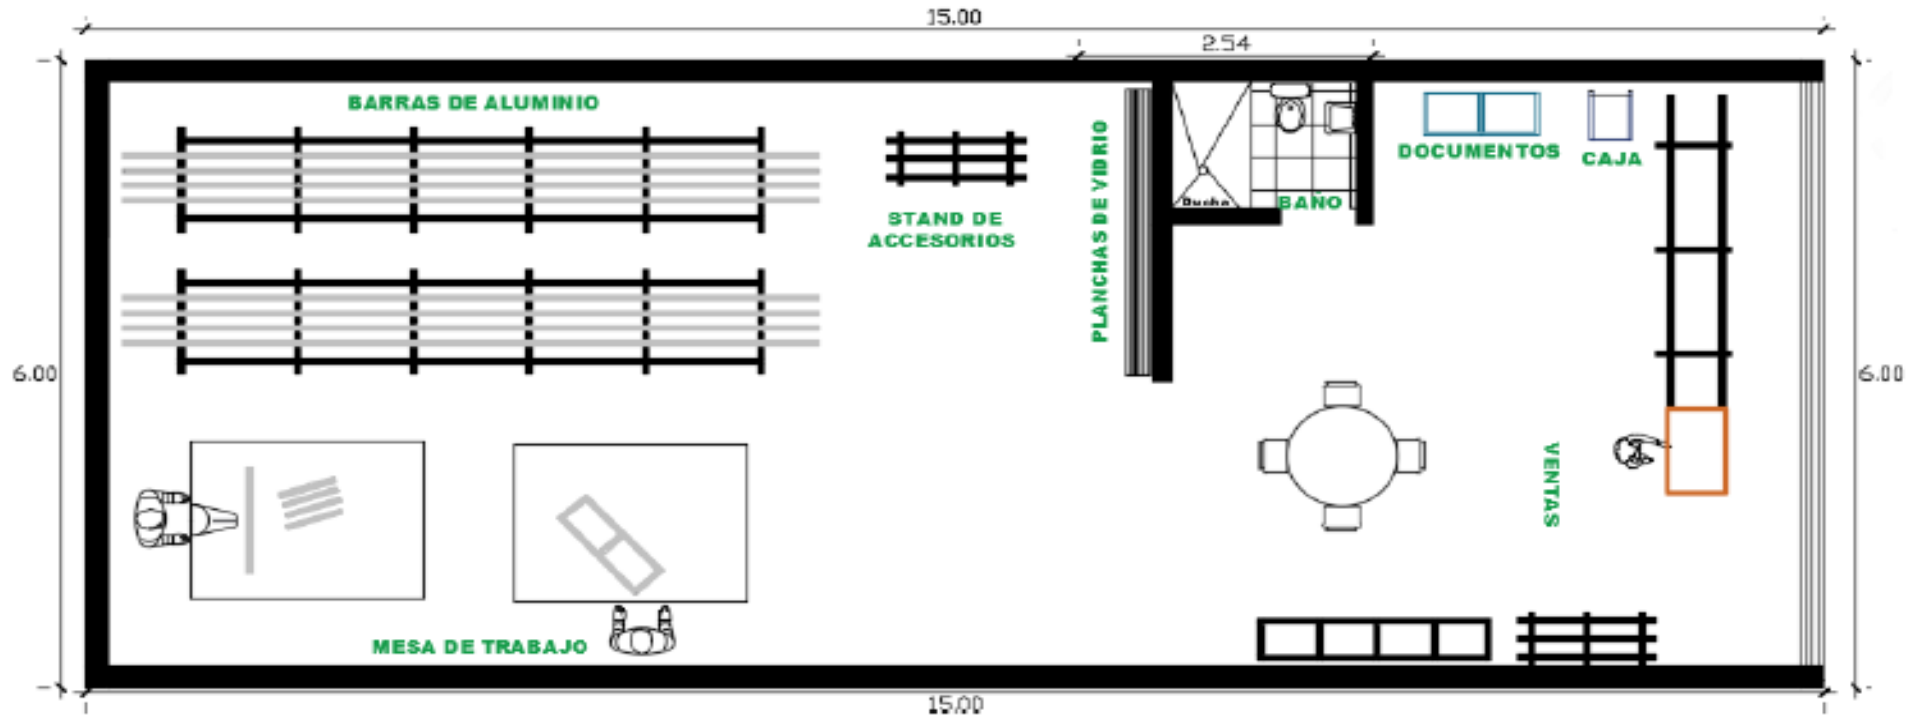 15.00
2.54
BARRAS DE ALUMINIO
STAND DE
ACCESORIOS
PLANCHAS DE VIDRIO
Ducha
BAÑO
DOCUMENTOS
CAJA
6.00
6.00
VENTAS
MESA DE TRABAJO
15.00